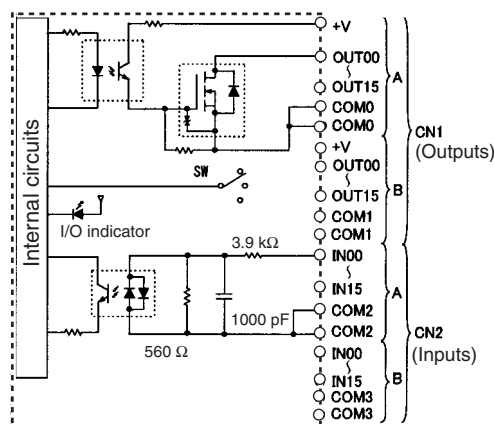 Internal circuits
SW
I/O indicator
3.9 kΩ
1000 pF
560 Ω
+V
OUT00
OUT15
COM0
COM0
A
+V
OUT00
OUT15
COM1
COM1
B
CN1
(Outputs)
IN00
IN15
COM2
COM2
A
IN00
IN15
COM3
COM3
B
CN2
(Inputs)